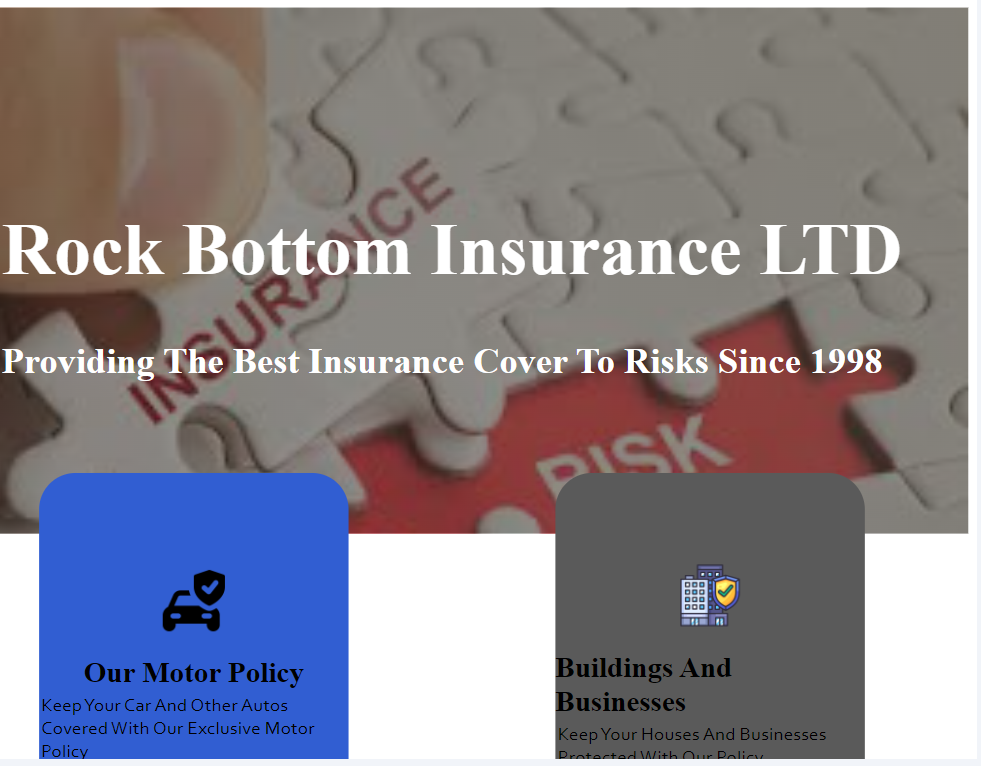 INSURANCE
Rock Bottom Insurance LTD
Providing The Best Insurance Cover To Risks Since 1998
RISK
Our Motor Policy
Keep Your Car And Other Autos
Covered With Our Exclusive Motor
Policy
Buildings And
Businesses
Keep Your Houses And Businesses
Protected With Our Policy